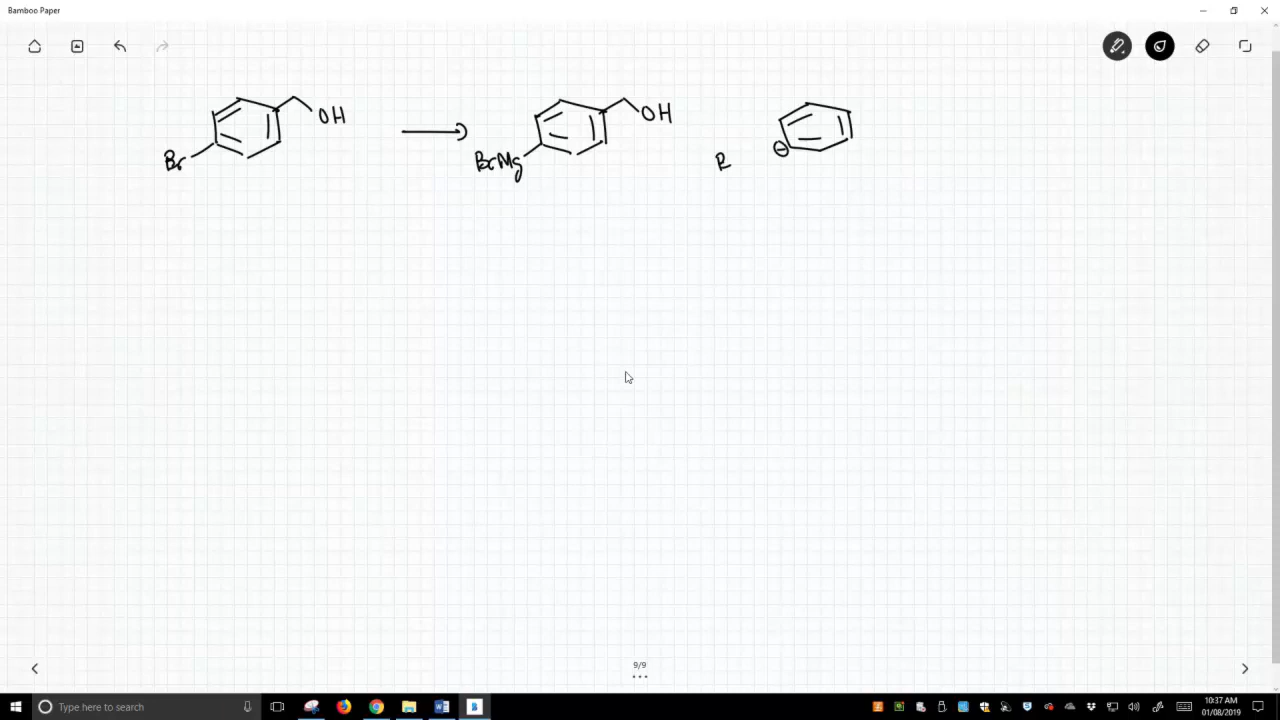 Bamboo Paper
OH
OH
Br
BrMg
R
⊖
9/9
Type here to search
10:37 AM
01/08/2019